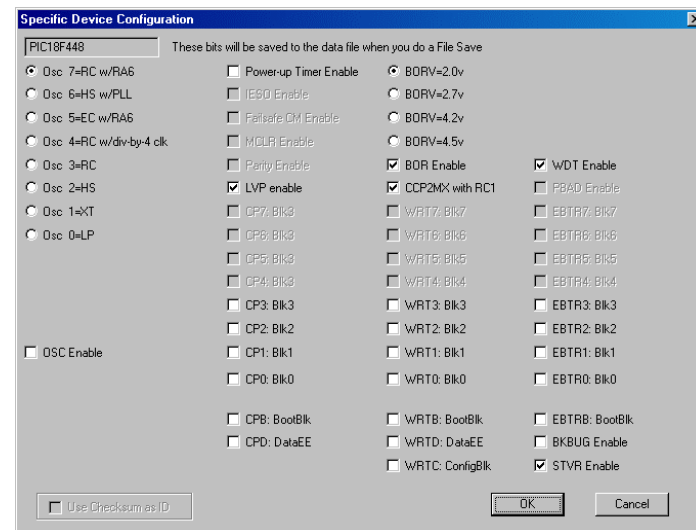 Specific Device Configuration
PIC18F448 These bits will be saved to the data file when you do a File Save
Osc 7=RC w/RA6 Power-up Timer Enable BORV=2.0v
Osc 6=HS w/PLL IESO Enable BORV=2.7v
Osc 5=EC w/RA6 Failsafe CM Enable BORV=4.2v
Osc 4=RC w/div-by-4 clk MCLR Enable BORV=4.5v
Osc 3=RC Parity Enable BOR Enable WDT Enable
Osc 2=HS LVP enable CCP2MX with RC1 PBAD Enable
Osc 1=XT CP7: Blk3 WRT7: Blk7 EBTR7: Blk7
Osc 0=LP CP6: Blk3 WRT6: Blk6 EBTR6: Blk6
CP5: Blk3 WRT5: Blk5 EBTR5: Blk5
CP4: Blk3 WRT4: Blk4 EBTR4: Blk4
CP3: Blk3 WRT3: Blk3 EBTR3: Blk3
CP2: Blk2 WRT2: Blk2 EBTR2: Blk2
OSC Enable CP1: Blk1 WRT1: Blk1 EBTR1: Blk1
CP0: Blk0 WRT0: Blk0 EBTR0: Blk0
CPB: BootBlk WRTB: BootBlk EBTRB: BootBlk
CPD: DataEE WRTD: DataEE BKBUG Enable
WRTC: ConfigBlk STVR Enable
Use Checksum as ID OK Cancel